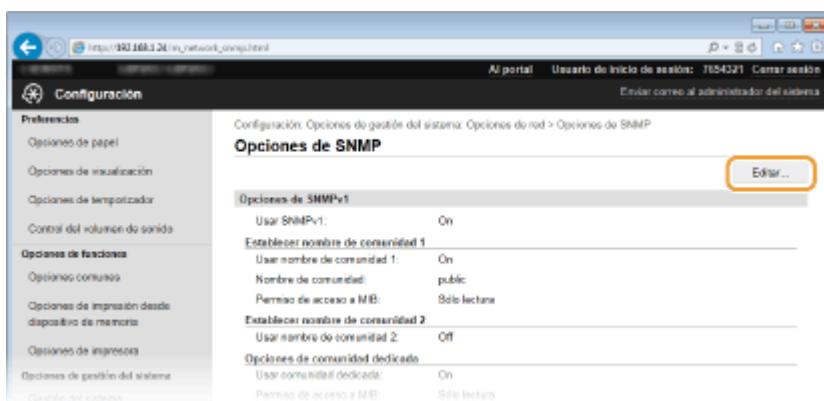 http://192.168.1.24/m_network_snmp.html
Al portal Usuario de inicio de sesión: 7654321 Cerrar sesión
Configuración
Enviar correo al administrador del sistema
Preferencias
Opciones de papel
Opciones de visualización
Opciones de temporizador
Control del volumen de sonido
Opciones de funciones
Opciones comunes
Opciones de impresión desde
dispositivo de memoria
Opciones de impresora
Opciones de gestión del sistema
Gestión del sistema
Configuración: Opciones de gestión del sistema: Opciones de red > Opciones de SNMP
Opciones de SNMP
Editar...
Opciones de SNMPv1
Usar SNMPv1: On
Establecer nombre de comunidad 1
Usar nombre de comunidad 1: On
Nombre de comunidad: public
Permiso de acceso a MIB: Sólo lectura
Establecer nombre de comunidad 2
Usar nombre de comunidad 2: Off
Opciones de comunidad dedicada
Usar comunidad dedicada: On
Permiso de acceso a MIB: Sólo lectura